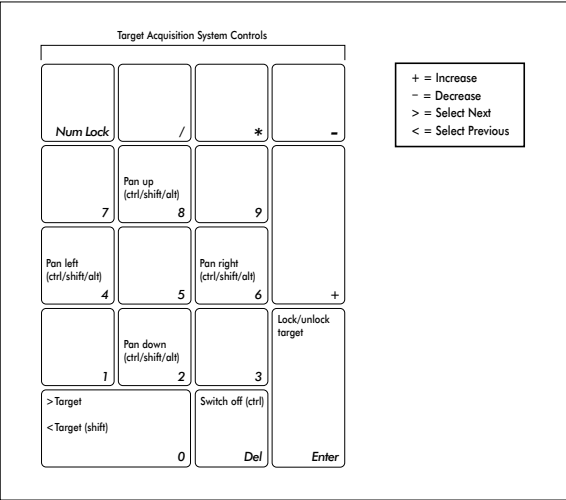 Target Acquisition System Controls
+ = Increase
− = Decrease
> = Select Next
< = Select Previous
Num Lock
/
*
-
7
Pan up
(ctrl/shift/alt)
8
9
+
Pan left
(ctrl/shift/alt)
4
5
Pan right
(ctrl/shift/alt)
6
1
Pan down
(ctrl/shift/alt)
2
3
Lock/unlock
target
Enter
>Target
<Target (shift)
0
Switch off (ctrl)
Del